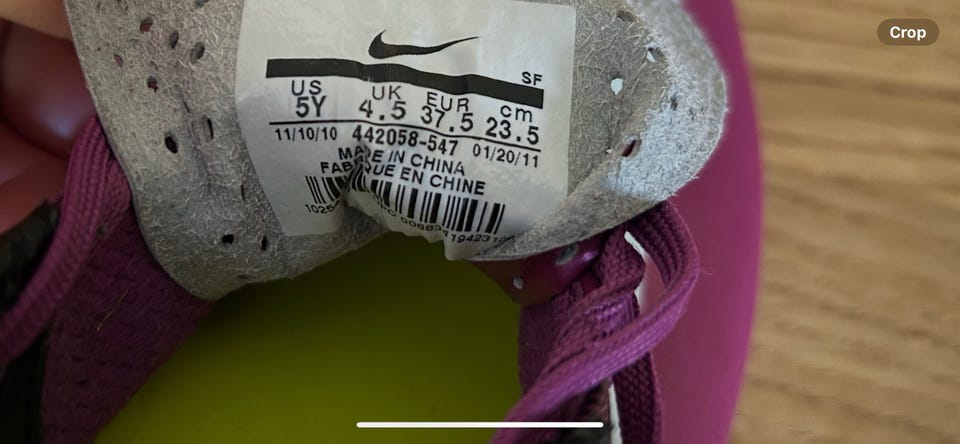 Crop
SF
US UK EUR cm
5Y 4.5 37.5 23.5
11/10/10 442058-547 01/20/11
MADE IN CHINA
EN CHINE